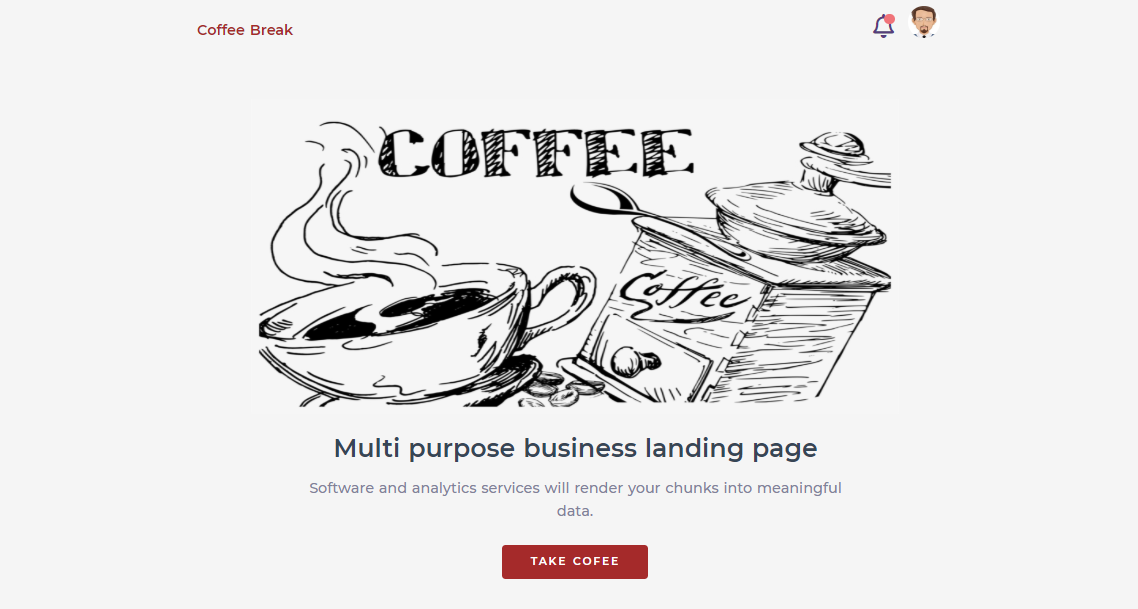 Coffee Break
COFFEE
Coffee
Multi purpose business landing page
Software and analytics services will render your chunks into meaningful
data.
TAKE COFEE